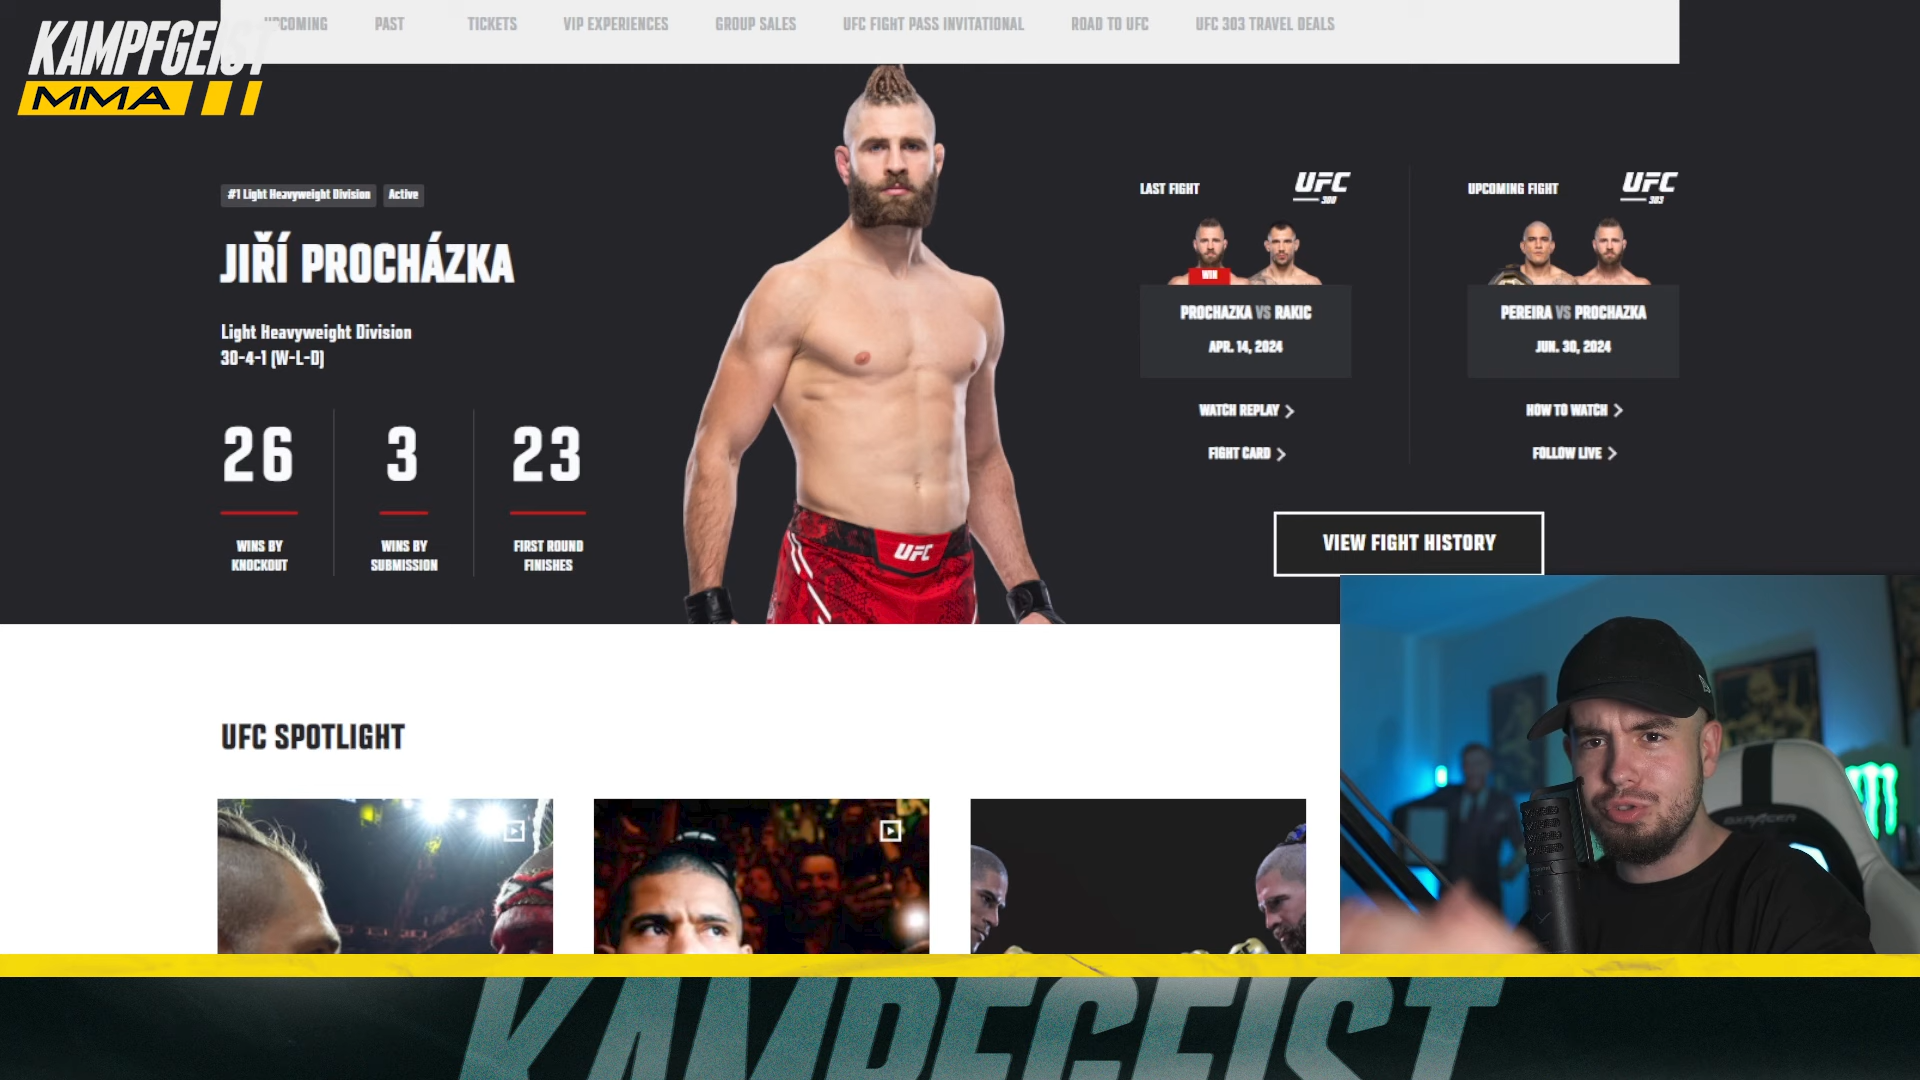 KAMPFGEIST
MMA
UPCOMING PAST TICKETS VIP EXPERIENCES GROUP SALES UFC FIGHT PASS INVITATIONAL ROAD TO UFC UFC 303 TRAVEL DEALS
#1 Light Heavyweight Division Active
JIŘÍ PROCHÁZKA
Light Heavyweight Division
30-4-1 (W-L-D)
26
WINS BY
KNOCKOUT
3
WINS BY
SUBMISSION
23
FIRST ROUND
FINISHES
UFC
LAST FIGHT
UFC
300
WIN
PROCHAZKA VS RAKIC
APR. 14, 2024
WATCH REPLAY
FIGHT CARD
UPCOMING FIGHT
UFC
303
PEREIRA VS PROCHAZKA
JUN. 30, 2024
HOW TO WATCH
FOLLOW LIVE
VIEW FIGHT HISTORY
UFC SPOTLIGHT
KAMPFGEIST